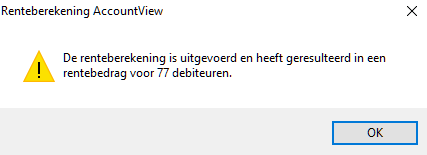 Renteberekening AccountView
De renteberekening is uitgevoerd en heeft geresulteerd in een
rentebedrag voor 77 debiteuren.
OK